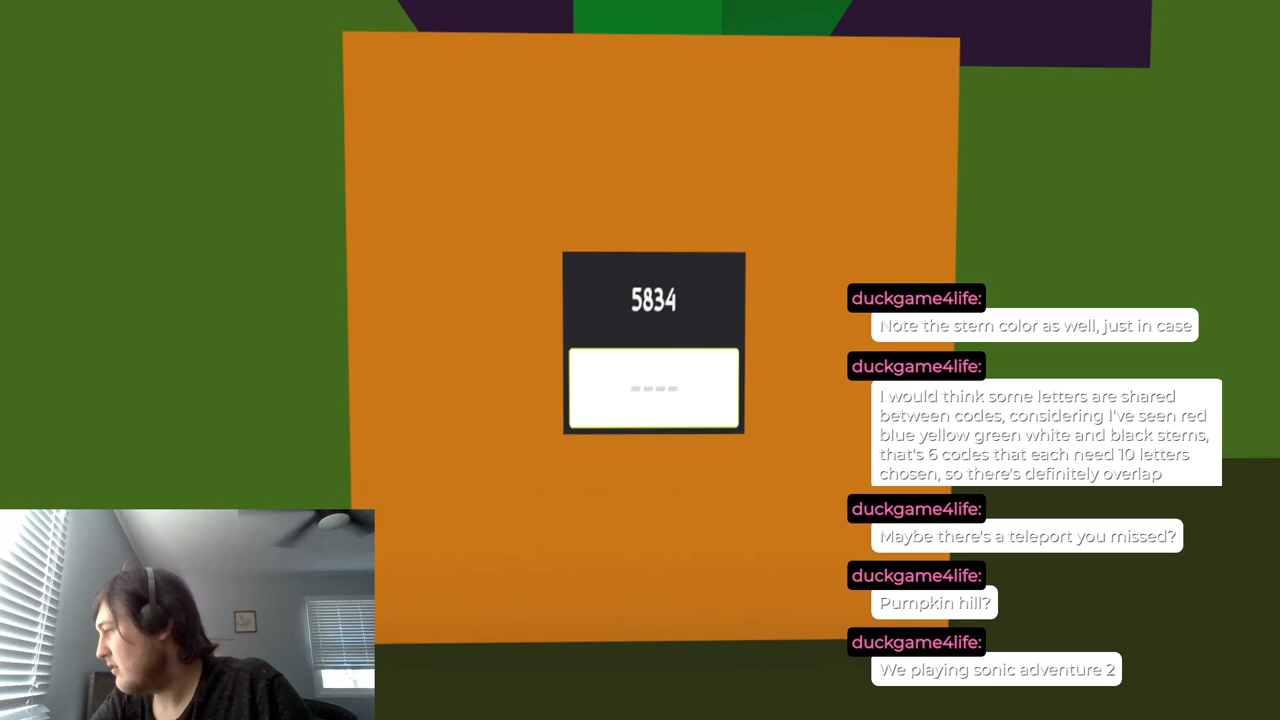 5834
----
duckgame4life:
Note the stem color as well, just in case
duckgame4life:
I would think some letters are shared
between codes, considering I've seen red
blue yellow green white and black stems,
that's 6 codes that each need 10 letters
chosen, so there's definitely overlap
duckgame4life:
Maybe there's a teleport you missed?
duckgame4life:
Pumpkin hill?
duckgame4life:
We playing sonic adventure 2